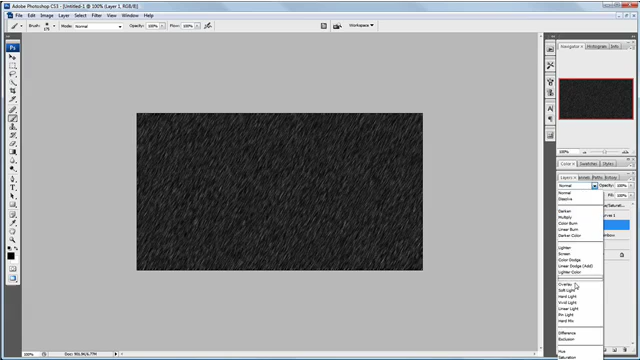 Adobe Photoshop CS3 - [Untitled-1 @ 100% (Layer 1, RGB/8)]
File Edit Image Layer Select Filter View Window Help
Brush: Mode: Normal Opacity: 100% Flow: 100% Workspace
Navigator Histogram Info
100%
Color Swatches Styles
Layers Paths
Normal Opacity: 100%
Normal Fill: 100%
Dissolve
Darken
Multiply
Color Burn
Linear Burn
Darker Color
Lighten
Screen
Color Dodge
Linear Dodge (Add)
Lighter Color
Overlay
Soft Light
Hard Light
Vivid Light
Linear Light
Pin Light
Hard Mix
Difference
Exclusion
Hue
Saturation
100%